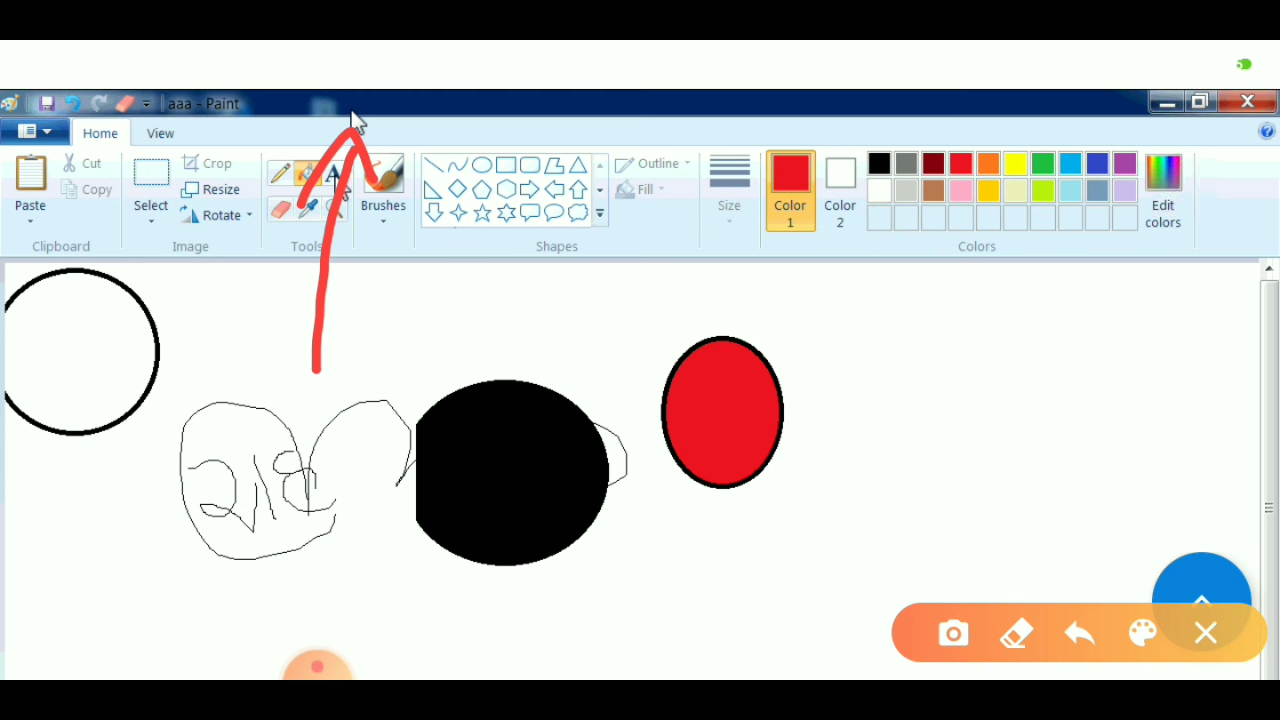 aaa - Paint
Home View
Paste
Cut
Copy
Clipboard
Select
Crop
Resize
Rotate
Image
A
Tools
Brushes
Outline
Fill
Shapes
Size
Color 1
Color 2
Edit colors
Colors